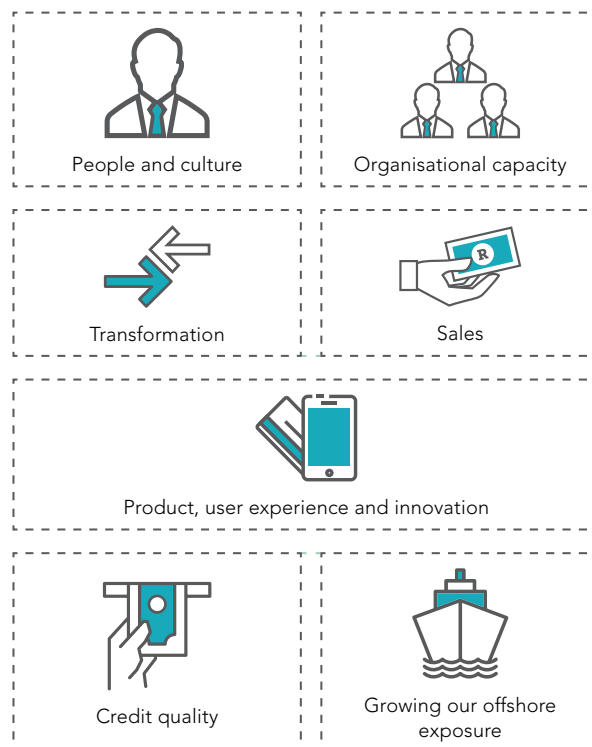 People and culture
Organisational capacity
Transformation
R
Sales
Product, user experience and innovation
Credit quality
Growing our offshore
exposure